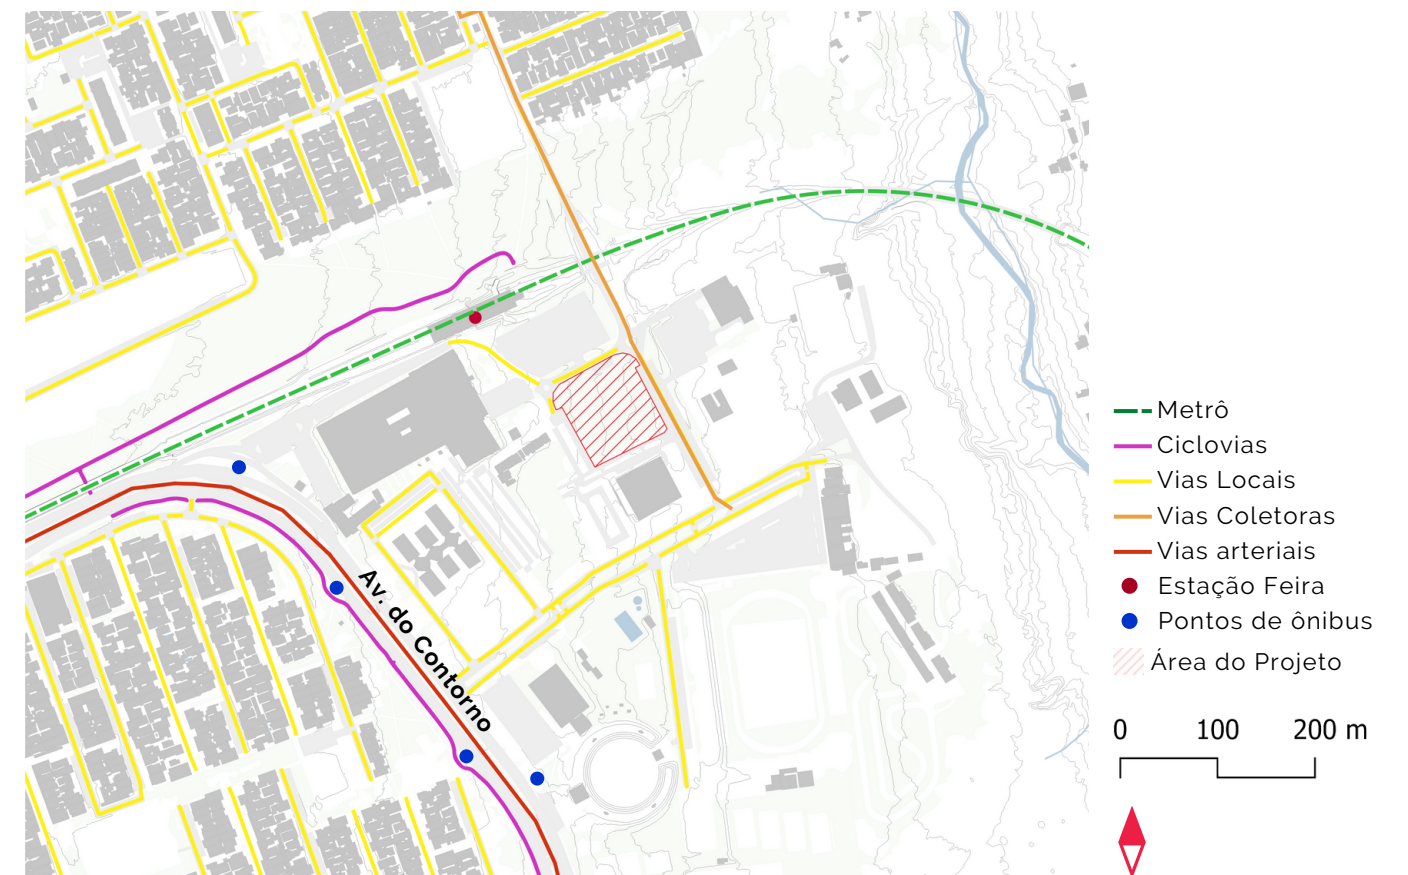 Av. do Contorno
Metrô
Ciclovias
Vias Locais
Vias Coletoras
Vias arteriais
Estação Feira
Pontos de ônibus
Área do Projeto
0 100 200 m